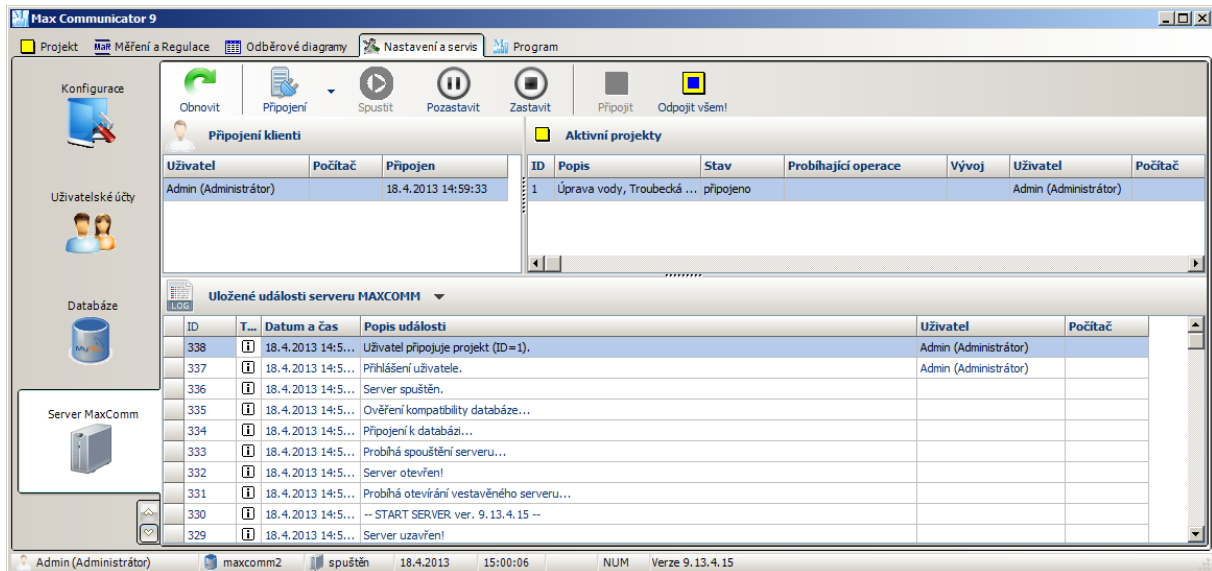 Max Communicator 9
Projekt MaR Měření a Regulace Odběrové diagramy Nastavení a servis Program
Konfigurace
Uživatelské účty
Databáze
MySQL
Server MaxComm
Obnovit Připojení Spustit Pozastavit Zastavit Připojit Odpojit všem!
Připojení klienti
Uživatel Počítač Připojen
Admin (Administrátor) 18.4.2013 14:59:33
Aktivní projekty
ID Popis Stav Probíhající operace Vývoj Uživatel Počítač
1 Úprava vody, Troubecká ... připojeno Admin (Administrátor)
LOG Uložené události serveru MAXCOMM
ID T... Datum a čas Popis události Uživatel Počítač
338 18.4.2013 14:5... Uživatel připojuje projekt (ID=1). Admin (Administrátor)
337 18.4.2013 14:5... Přihlášení uživatele. Admin (Administrátor)
336 18.4.2013 14:5... Server spuštěn.
335 18.4.2013 14:5... Ověření kompatibility databáze...
334 18.4.2013 14:5... Připojení k databázi...
333 18.4.2013 14:5... Probíhá spouštění serveru...
332 18.4.2013 14:5... Server otevřen!
331 18.4.2013 14:5... Probíhá otevírání vestavěného serveru...
330 18.4.2013 14:5... -- START SERVER ver. 9.13.4.15 --
329 18.4.2013 14:5... Server uzavřen!
Admin (Administrátor) maxcomm2 spuštěn 18.4.2013 15:00:06 NUM Verze 9.13.4.15